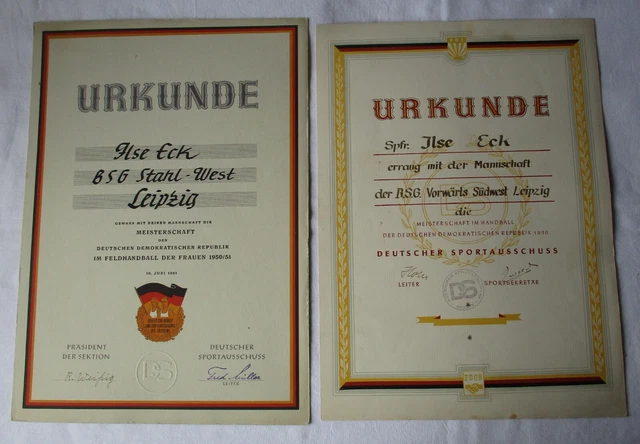 URKUNDE
Ilse Eck
BSG Stahl-West
Leipzig
GEWANN MIT SEINER MANNSCHAFT DIE
MEISTERSCHAFT
DER
DEUTSCHEN DEMOKRATISCHEN REPUBLIK
IM FELDHANDBALL DER FRAUEN 1950/51
PRÄSIDENT
DER SEKTION
DEUTSCHER
SPORTAUSSCHUSS
LEITER
DS
URKUNDE
Spfr. Ilse Eck
errang mit der Mannschaft
der B.S.G. Vorwärts Südwest Leipzig
die
MEISTERSCHAFT IM HANDBALL
DER DEUTSCHEN DEMOKRATISCHEN REPUBLIK 1950
DEUTSCHER SPORTAUSSCHUSS
LEITER
SPORTSEKRETÄR
DS